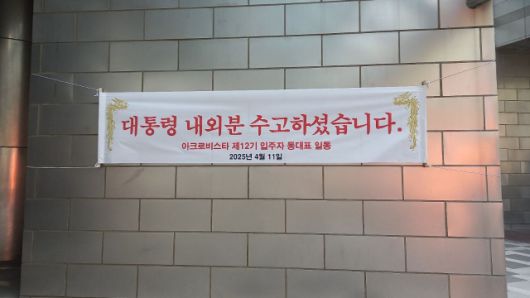 대통령 내외분 수고하셨습니다.
아크로비스타 제12기 입주자 동대표 일동
2025년 4월 11일